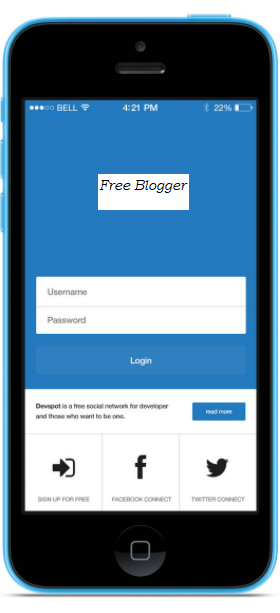 ●●●○○ BELL 4:21 PM 22%
Free Blogger
Username
Password
Login
Devspot is a free social network for developer
and those who want to be one.
read more
SIGN UP FOR FREE FACEBOOK CONNECT TWITTER CONNECT